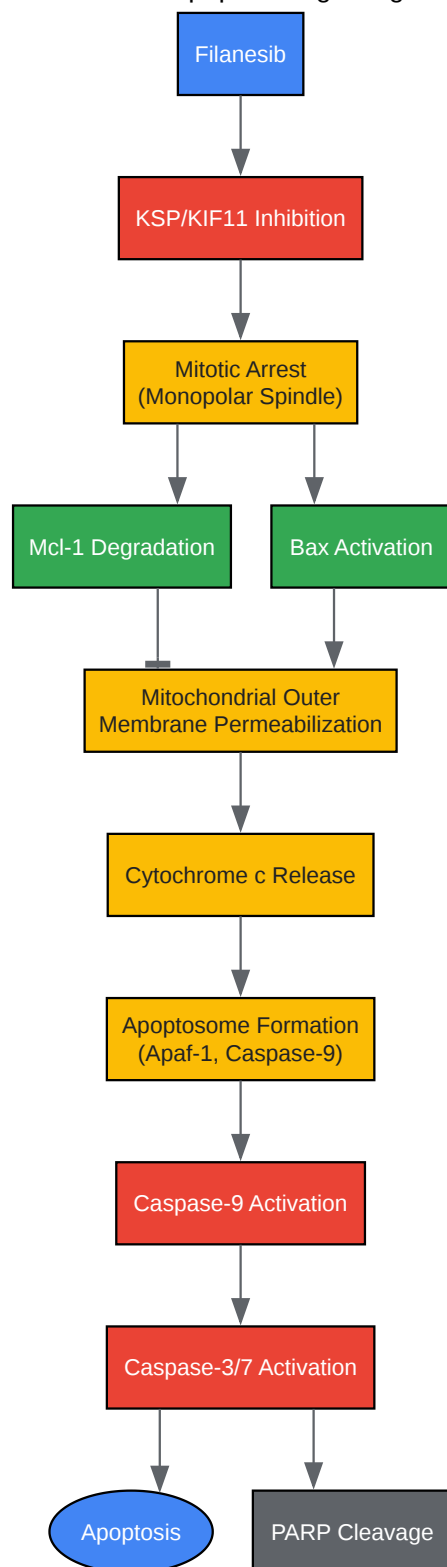 Filanesib
KSP/KIF11 Inhibition
Mitotic Arrest
(Monopolar Spindle)
Mcl-1 Degradation
Bax Activation
Mitochondrial Outer
Membrane Permeabilization
Cytochrome c Release
Apoptosome Formation
(Apaf-1, Caspase-9)
Caspase-9 Activation
Caspase-3/7 Activation
Apoptosis
PARP Cleavage